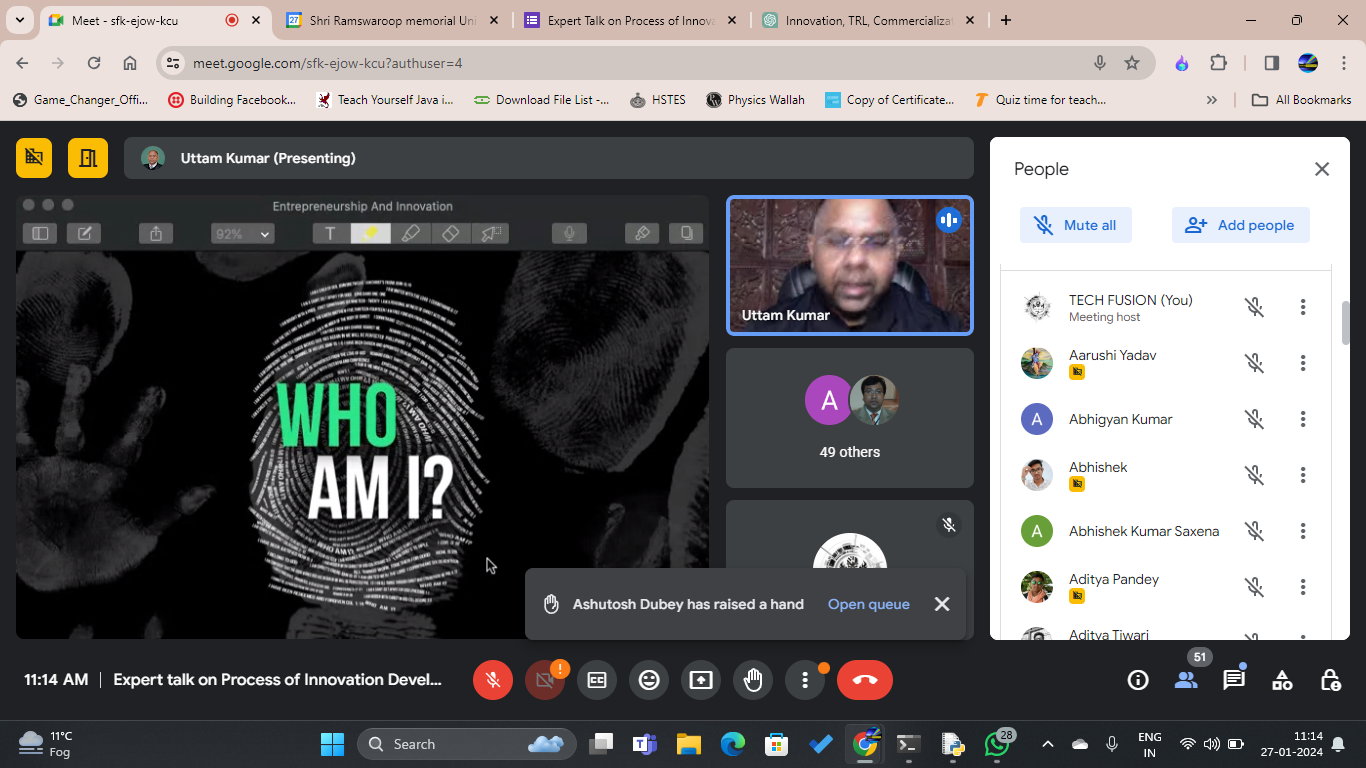 Meet - sfk-ejow-kcu
27
Shri Ramswaroop memorial Uni
Expert Talk on Process of Innova
Innovation, TRL, Commercializat
meet.google.com/sfk-ejow-kcu?authuser=4
Game_Changer_Offi...
Building Facebook...
Teach Yourself Java i...
Download File List -...
HSTES
Physics Wallah
Copy of Certificate...
Quiz time for teach...
All Bookmarks
Uttam Kumar (Presenting)
Entrepreneurship And Innovation
92%
T
WHO
AM I?
Uttam Kumar
A
49 others
Ashutosh Dubey has raised a hand
Open queue
People
Mute all
Add people
TECH FUSION (You)
Meeting host
Aarushi Yadav
A
Abhigyan Kumar
Abhishek
A
Abhishek Kumar Saxena
Aditya Pandey
Aditya Tiwari
11:14 AM
Expert talk on Process of Innovation Devel...
!
51
11°C
Fog
Search
28
ENG
IN
11:14
27-01-2024